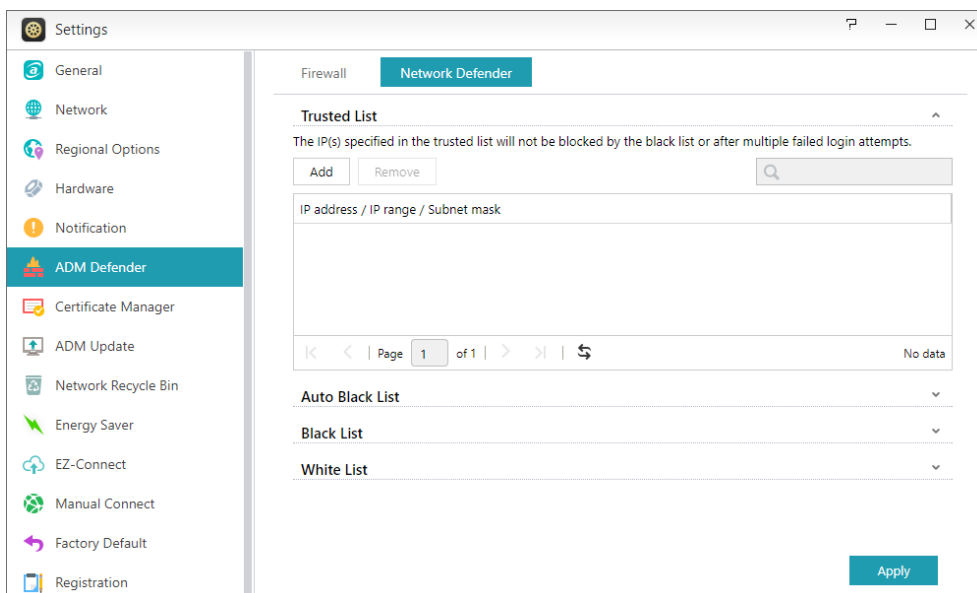 Settings
General
Network
Regional Options
Hardware
Notification
ADM Defender
Certificate Manager
ADM Update
Network Recycle Bin
Energy Saver
EZ-Connect
Manual Connect
Factory Default
Registration
Firewall Network Defender
Trusted List
The IP(s) specified in the trusted list will not be blocked by the black list or after multiple failed login attempts.
Add Remove
IP address / IP range / Subnet mask
Page 1 of 1 No data
Auto Black List
Black List
White List
Apply